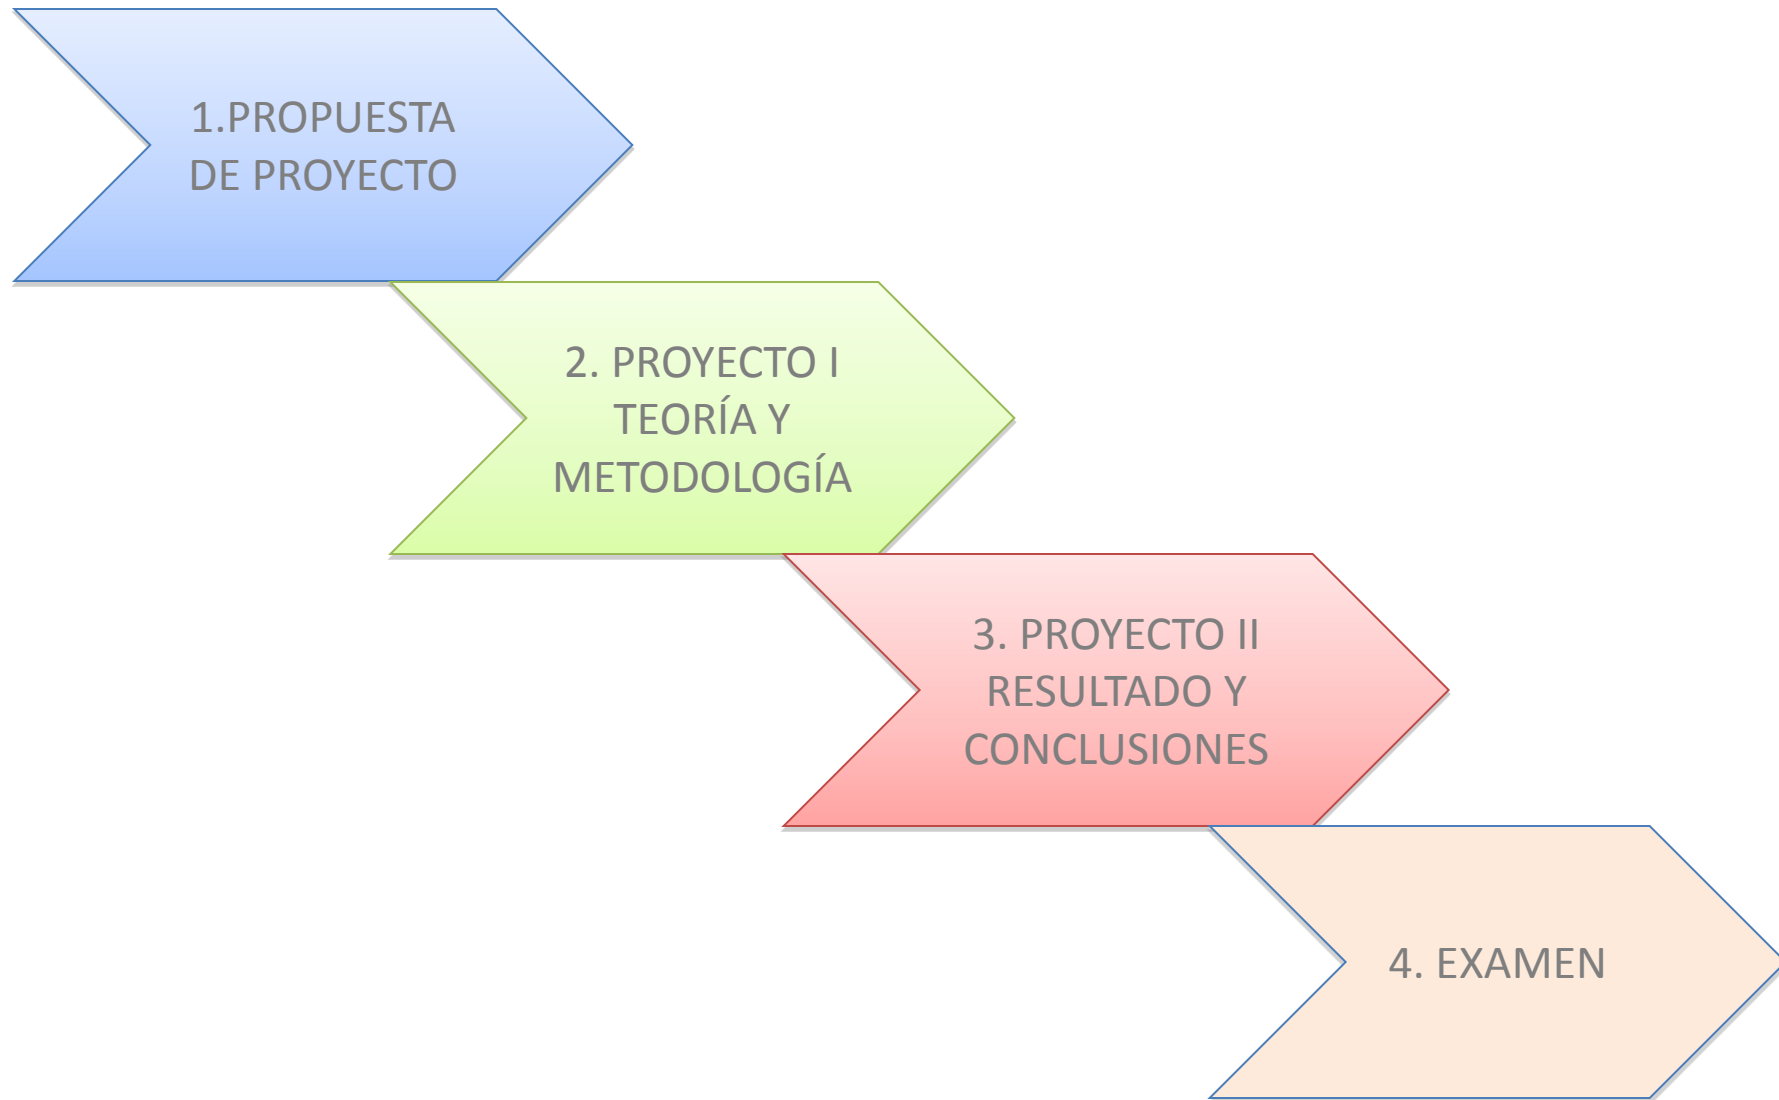 1.PROPUESTA
DE PROYECTO
2. PROYECTO I
TEORÍA Y
METODOLOGÍA
3. PROYECTO II
RESULTADO Y
CONCLUSIONES
4. EXAMEN